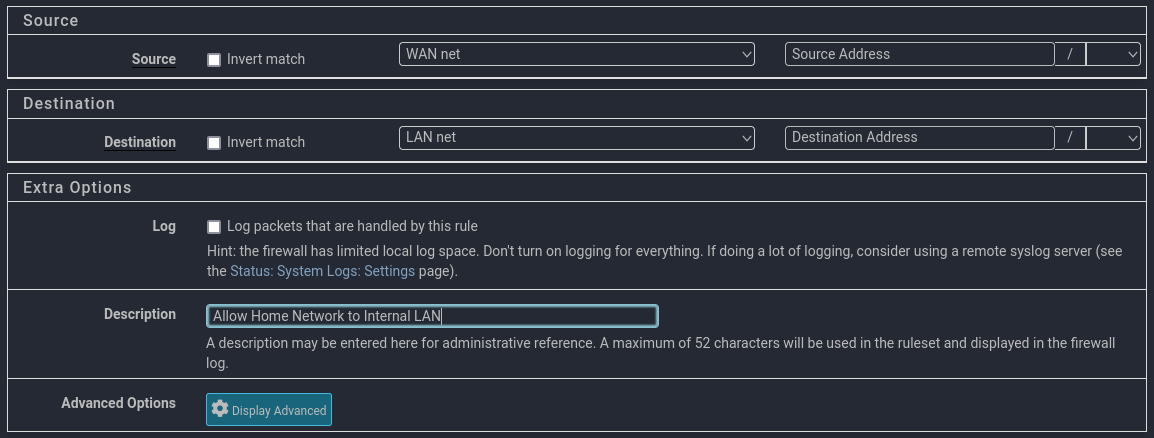 Source
Source Invert match WAN net Source Address /
Destination
Destination Invert match LAN net Destination Address /
Extra Options
Log Log packets that are handled by this rule
Hint: the firewall has limited local log space. Don't turn on logging for everything. If doing a lot of logging, consider using a remote syslog server (see
the Status: System Logs: Settings page).
Description Allow Home Network to Internal LAN
A description may be entered here for administrative reference. A maximum of 52 characters will be used in the ruleset and displayed in the firewall
log.
Advanced Options Display Advanced